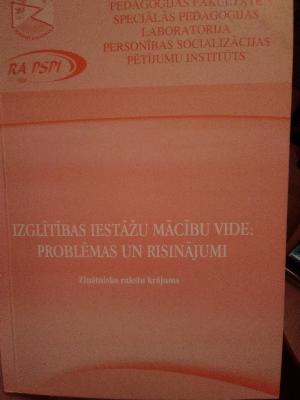 PEDAGOĢIJAS FAKULTĀTE
SPECIĀLĀS PEDAGOĢIJAS
LABORATORIJA
PERSONĪBAS SOCIALIZĀCIJAS
PĒTĪJUMU INSTITŪTS
RA PSPI
IZGLĪTĪBAS IESTĀŽU MĀCĪBU VIDE:
PROBLĒMAS UN RISINĀJUMI
Zinātnisko rakstu krājums